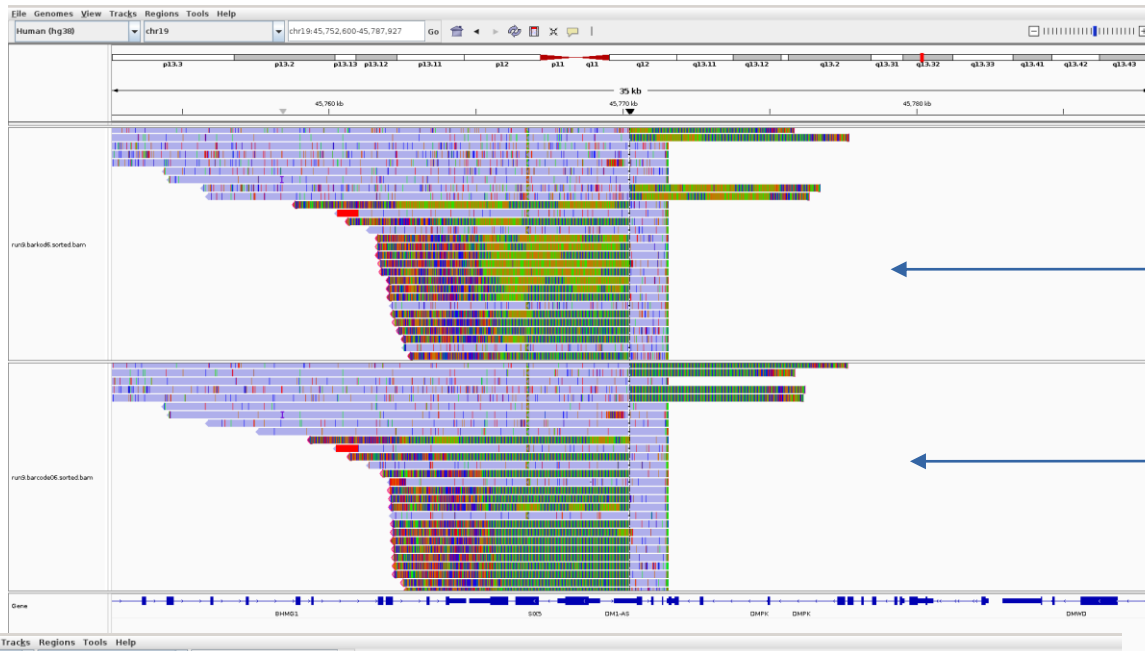 File Genomes View Tracks Regions Tools Help
Human (hg38) chr19 chr19:45,752,600-45,787,927 Go
p13.3 p13.2 p13.13 p13.12 p13.11 p12 p11 q11 q12 q13.11 q13.12 q13.2 q13.31 q13.32 q13.33 q13.41 q13.42 q13.43
35 kb
45,760 kb 45,770 kb 45,780 kb
run9.barkod6.sorted.bam
run9.barcode06.sorted.bam
Gene
BHMG1 SIX5 DM1-AS DMPK DMPK DMWD
Tracks Regions Tools Help